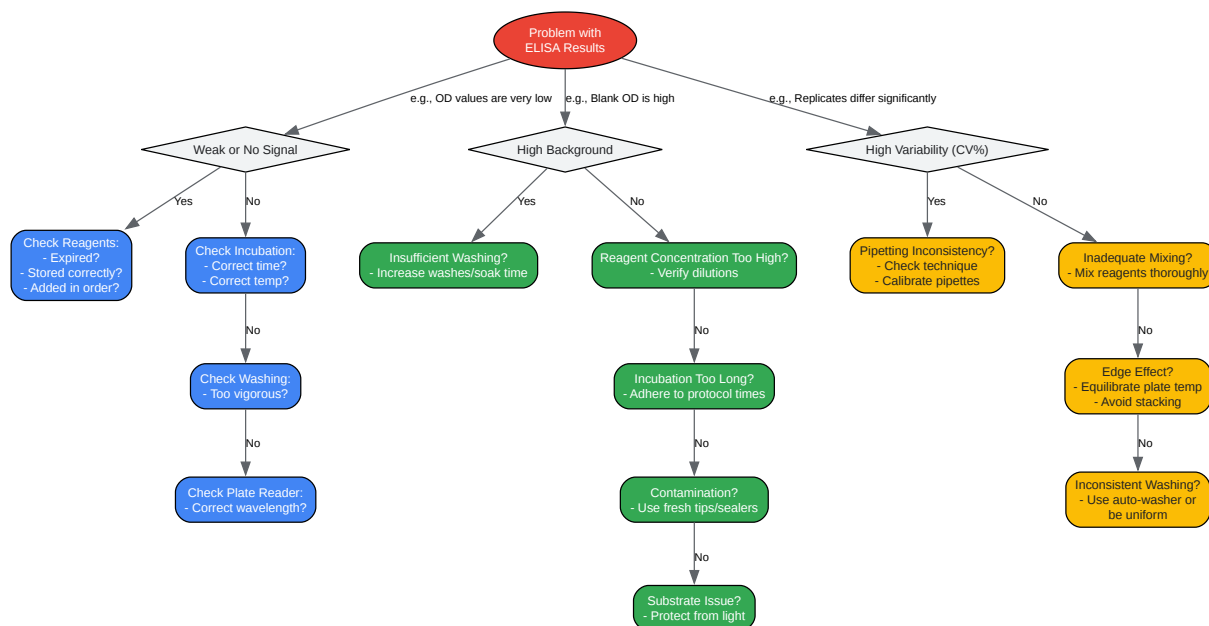 Problem with
ELISA Results
e.g., OD values are very low
e.g., Blank OD is high
e.g., Replicates differ significantly
Weak or No Signal
High Background
High Variability (CV%)
Yes
No
Yes
No
Yes
No
Check Reagents:
- Expired?
- Stored correctly?
- Added in order?
Check Incubation:
- Correct time?
- Correct temp?
Insufficient Washing?
- Increase washes/soak time
Reagent Concentration Too High?
- Verify dilutions
Pipetting Inconsistency?
- Check technique
- Calibrate pipettes
Inadequate Mixing?
- Mix reagents thoroughly
No
No
No
Check Washing:
- Too vigorous?
Incubation Too Long?
- Adhere to protocol times
Edge Effect?
- Equilibrate plate temp
- Avoid stacking
No
No
No
Check Plate Reader:
- Correct wavelength?
Contamination?
- Use fresh tips/sealers
Inconsistent Washing?
- Use auto-washer or
be uniform
No
Substrate Issue?
- Protect from light